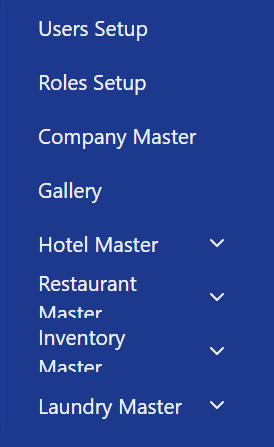 Users Setup
Roles Setup
Company Master
Gallery
Hotel Master
Restaurant
Master
Inventory
Master
Laundry Master